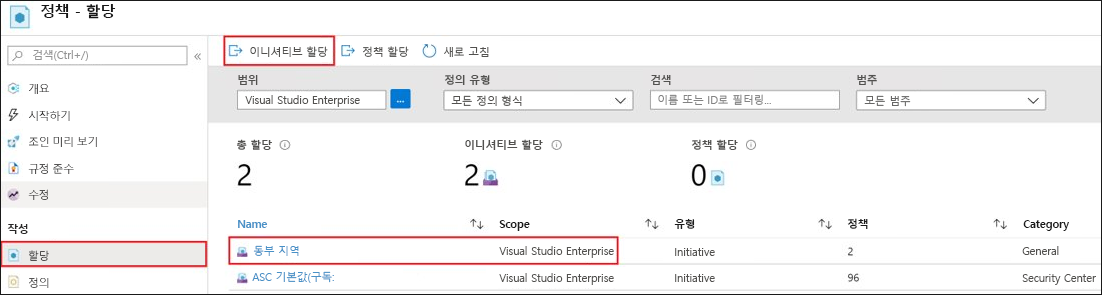 정책 - 할당
검색(Ctrl+/)
«
개요
시작하기
조인 미리 보기
규정 준수
수정
작성
할당
정의
이니셔티브 할당 정책 할당 새로 고침
범위 정의 유형 검색 범주
Visual Studio Enterprise ... 모든 정의 형식 이름 또는 ID로 필터링... 모든 범주
총 할당 이니셔티브 할당 정책 할당
2 2 0
Name Scope 유형 정책 Category
동부 지역 Visual Studio Enterprise Initiative 2 General
ASC 기본값(구독: Visual Studio Enterprise Initiative 96 Security Center